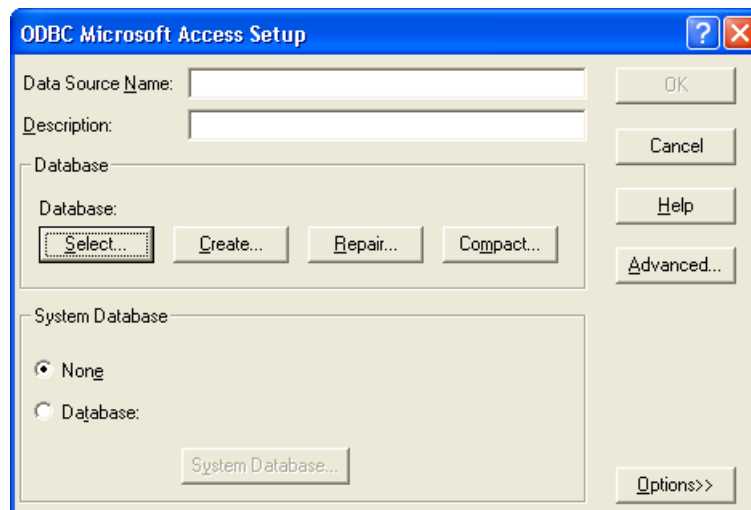 ODBC Microsoft Access Setup
Data Source Name:
OK
Description:
Cancel
Database
Database:
Help
Select...
Create...
Repair...
Compact...
Advanced...
System Database
None
Database:
System Database...
Options>>